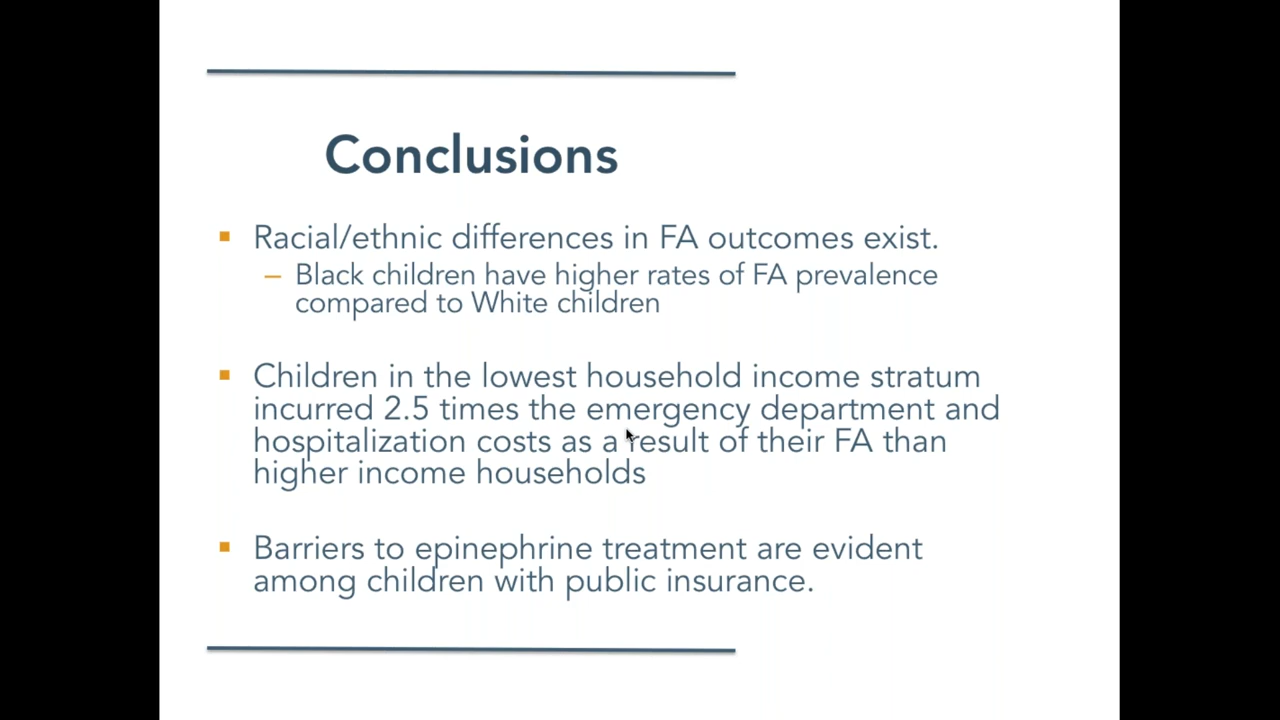 Conclusions
Racial/ethnic differences in FA outcomes exist.
– Black children have higher rates of FA prevalence
compared to White children
Children in the lowest household income stratum
incurred 2.5 times the emergency department and
hospitalization costs as a result of their FA than
higher income households
Barriers to epinephrine treatment are evident
among children with public insurance.